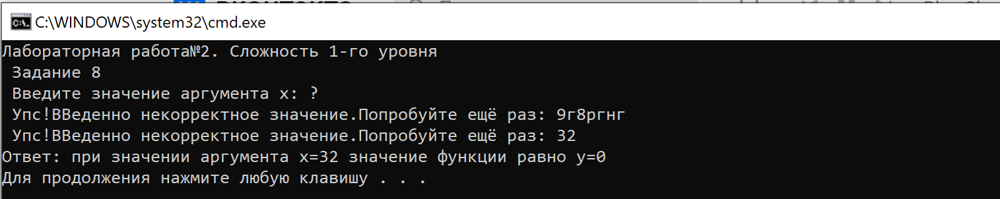 C:\WINDOWS\system32\cmd.exe
Лабораторная работа№2. Сложность 1-го уровня
Задание 8
Введите значение аргумента x: ?
Упс!ВВеденно некорректное значение.Попробуйте ещё раз: 9г8ргнг
Упс!ВВеденно некорректное значение.Попробуйте ещё раз: 32
Ответ: при значении аргумента x=32 значение функции равно y=0
Для продолжения нажмите любую клавишу . . .